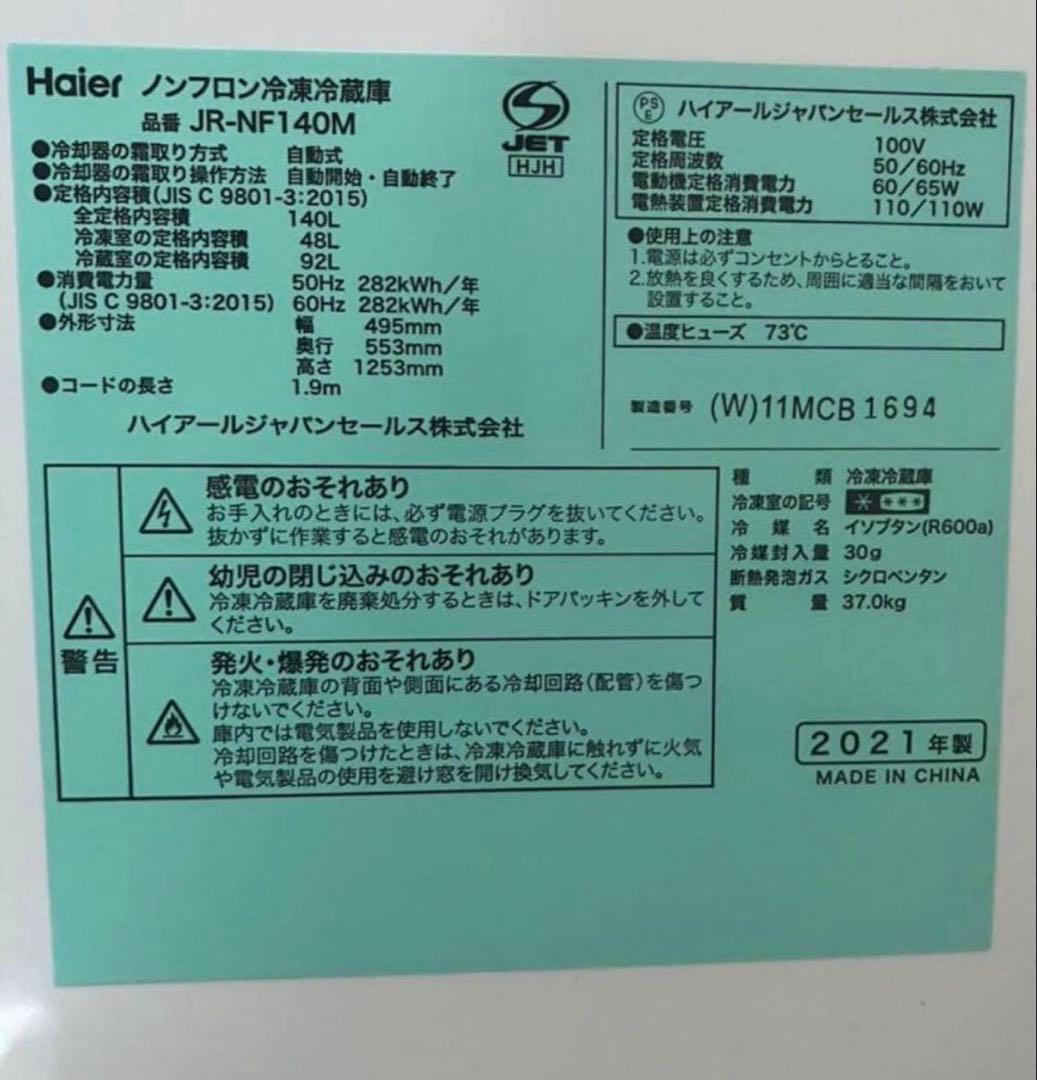 Haier ノンフロン冷凍冷蔵庫
品番 JR-NF140M
●冷却器の霜取り方式 自動式
●冷却器の霜取り操作方法 自動開始・自動終了
●定格内容積(JIS C 9801-3:2015)
全定格内容積 140L
冷凍室の定格内容積 48L
冷蔵室の定格内容積 92L
●消費電力量 50Hz 282kWh/年
(JIS C 9801-3:2015) 60Hz 282kWh/年
●外形寸法 幅 495mm
奥行 553mm
高さ 1253mm
●コードの長さ 1.9m
ハイアールジャパンセールス株式会社
JET
HJH
PSE ハイアールジャパンセールス株式会社
定格電圧 100V
定格周波数 50/60Hz
電動機定格消費電力 60/65W
電熱装置定格消費電力 110/110W
●使用上の注意
1.電源は必ずコンセントからとること。
2.放熱を良くするため、周囲に適当な間隔をおいて
設置すること。
●温度ヒューズ 73℃
製造番号 (W)11MCB1694
警告
感電のおそれあり
お手入れのときには、必ず電源プラグを抜いてください。
抜かずに作業すると感電のおそれがあります。
幼児の閉じ込みのおそれあり
冷凍冷蔵庫を廃棄処分するときは、ドアパッキンを外して
ください。
発火・爆発のおそれあり
冷凍冷蔵庫の背面や側面にある冷却回路(配管)を傷つ
けないでください。
庫内では電気製品を使用しないでください。
冷却回路を傷つけたときは、冷凍冷蔵庫に触れずに火気
や電気製品の使用を避け窓を開け換気してください。
種類 冷凍冷蔵庫
冷凍室の記号 * ***
冷媒名 イソブタン(R600a)
冷媒封入量 30g
断熱発泡ガス シクロペンタン
質量 37.0kg
2021年製
MADE IN CHINA